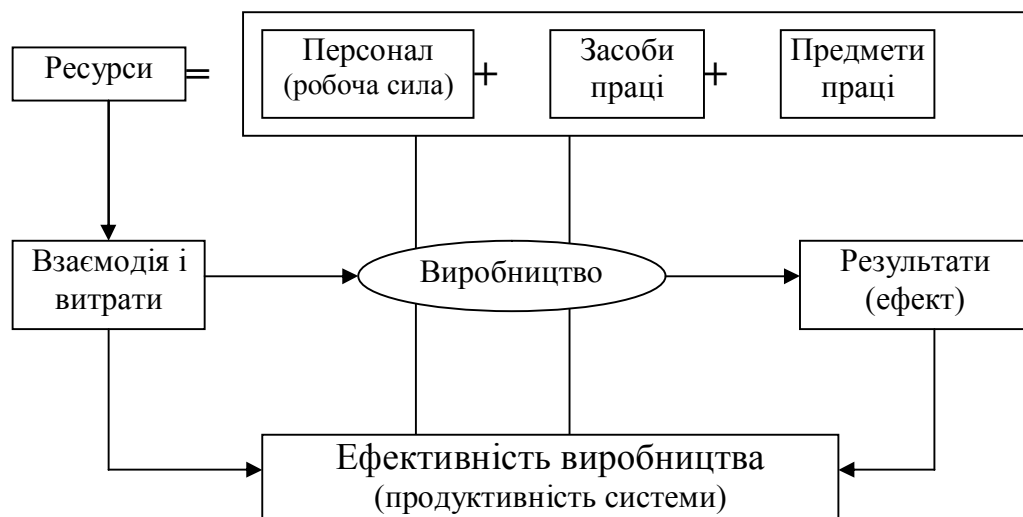 Ресурси
=
Персонал
(робоча сила)
+
Засоби
праці
+
Предмети
праці
Взаємодія і
витрати
Виробництво
Результати
(ефект)
Ефективність виробництва
(продуктивність системи)